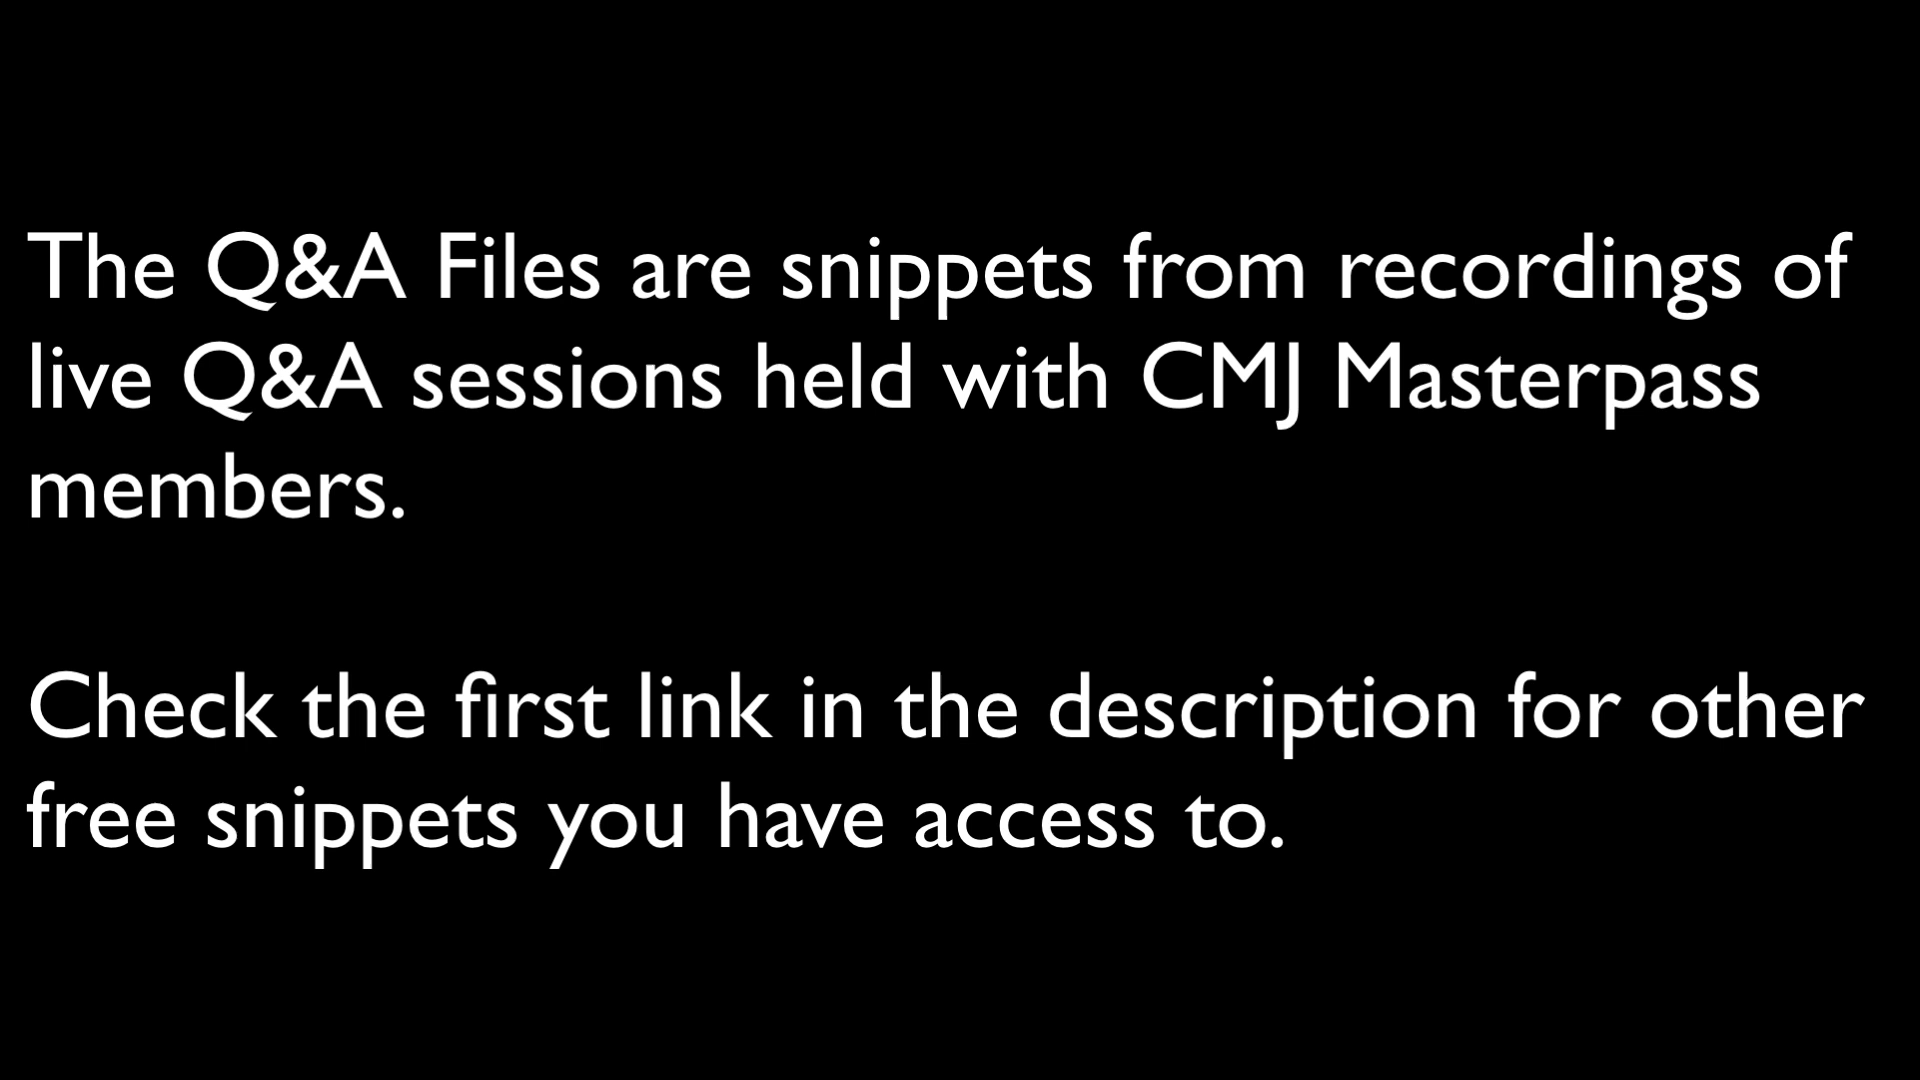 The Q&A Files are snippets from recordings of
live Q&A sessions held with CMJ Masterpass
members.
Check the first link in the description for other
free snippets you have access to.